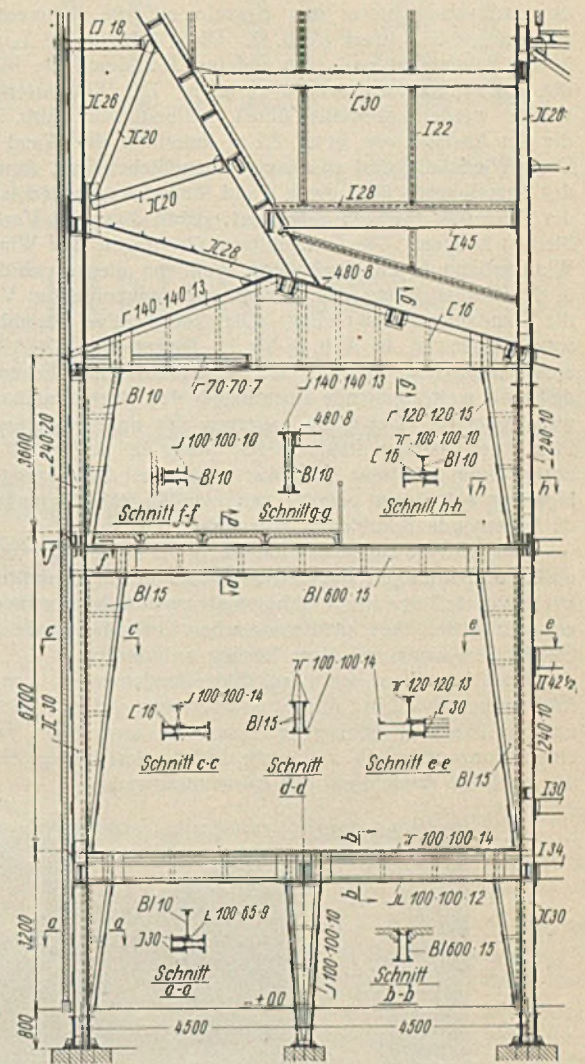 18
][26
][20
][20
[30
I22
][28
I28
I45
][28
480·8
140·140·13
g
[16
70·70·7
g
Bl 10
140·140·13
120·120·15
240·20
3600
100·100·10
480·8
100·100·10
[16
240·10
Bl 10
Bl 10
Bl 10
h
h
Schnitt f-f
Schnitt g-g
Schnitt h-h
d
f
f
d
Bl 15
Bl 600·15
c
c
e
e
100·100·14
100·100·14
120·120·13
42½
6700
][30
[16
Bl 15
[30
240·10
Schnitt c-c
Schnitt
d-d
Schnitt e-e
Bl 15
I30
b
100·100·14
I34
b
100·100·12
3200
a
a
Bl 10
100·65·9
][30
30
100·100·10
Bl 600·15
Schnitt
a-a
Schnitt
b-b
±0,0
800
4500
4500